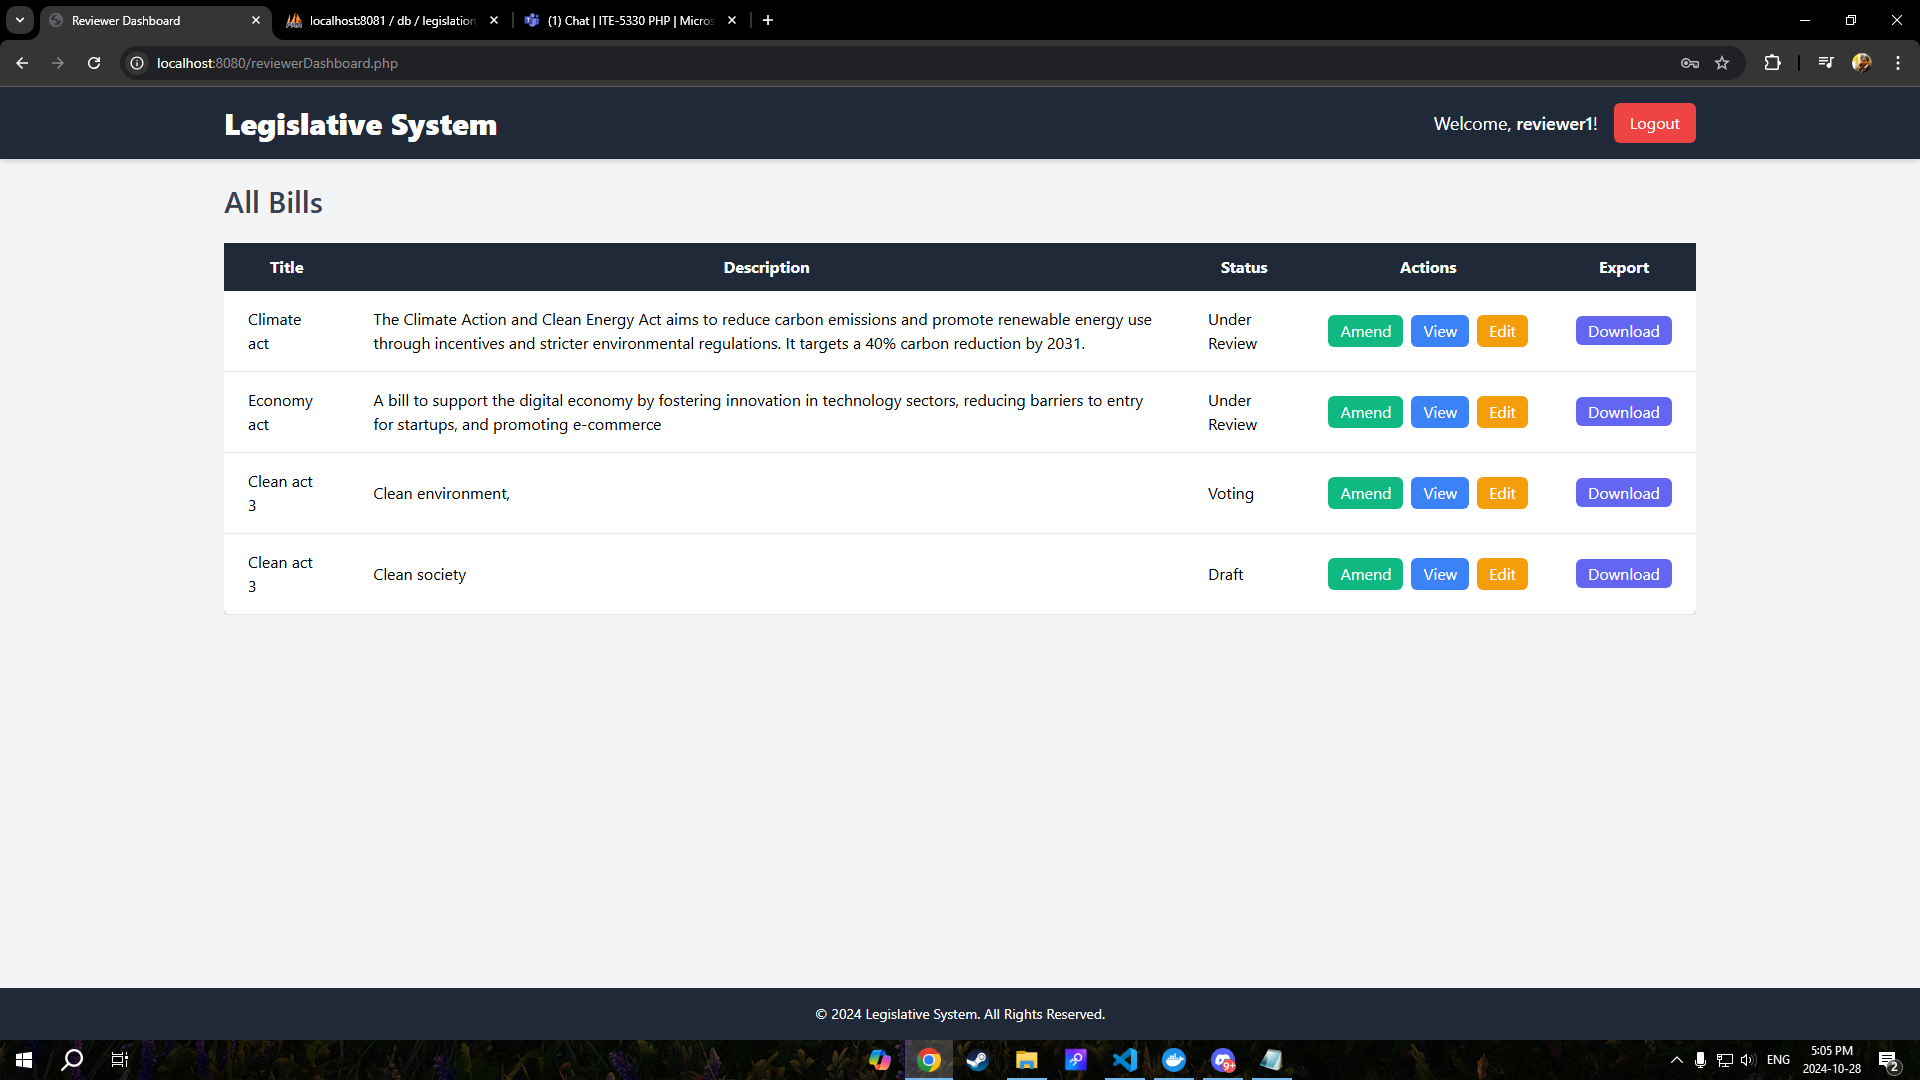 Reviewer Dashboard
localhost:8081 / db / legislation
(1) Chat | ITE-5330 PHP | Micros
localhost:8080/reviewerDashboard.php
Legislative System
Welcome, reviewer1!
Logout
All Bills
Title Description Status Actions Export
Climate
act
The Climate Action and Clean Energy Act aims to reduce carbon emissions and promote renewable energy use
through incentives and stricter environmental regulations. It targets a 40% carbon reduction by 2031.
Under
Review
Amend View Edit Download
Economy
act
A bill to support the digital economy by fostering innovation in technology sectors, reducing barriers to entry
for startups, and promoting e-commerce
Under
Review
Amend View Edit Download
Clean act
3
Clean environment,
Voting
Amend View Edit Download
Clean act
3
Clean society
Draft
Amend View Edit Download
© 2024 Legislative System. All Rights Reserved.
9+
ENG
5:05 PM
2024-10-28
2